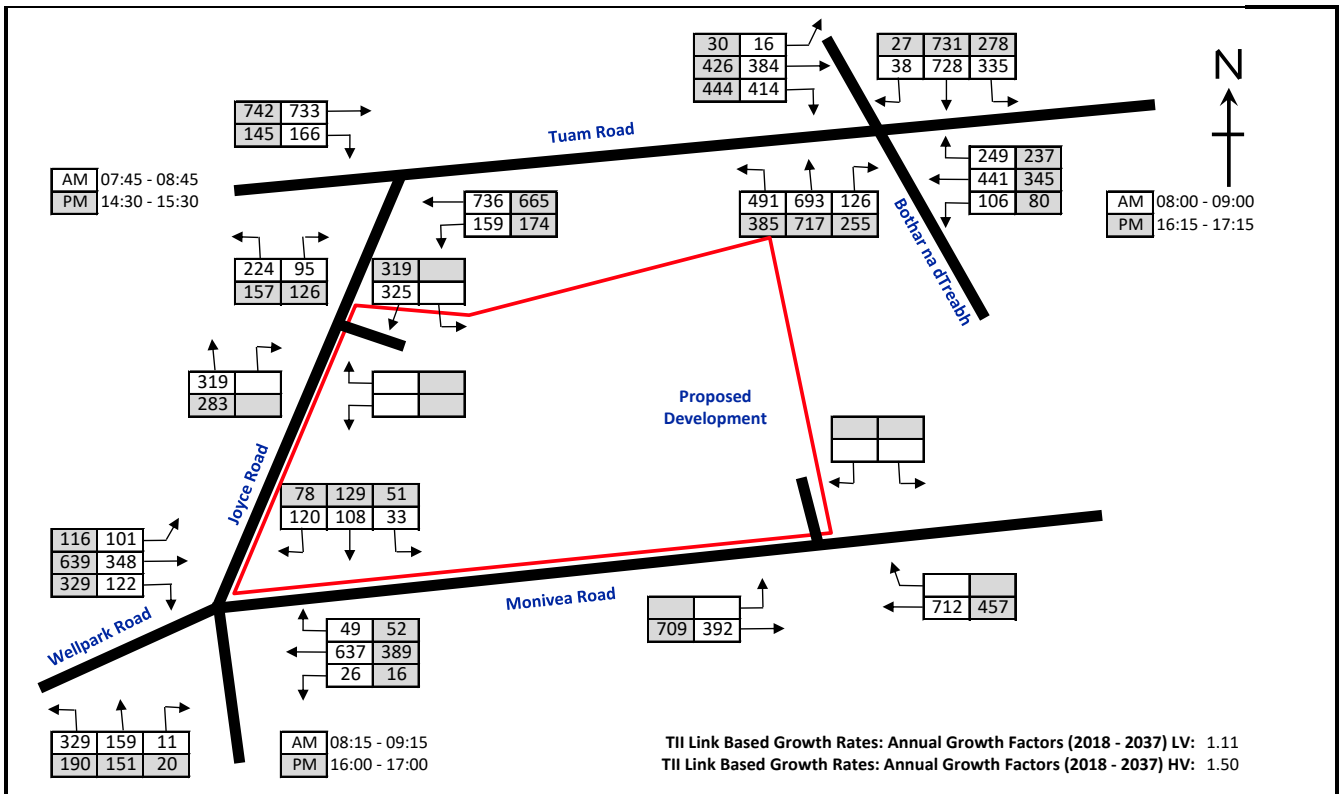 30 16
426 384
444 414
27 731 278
38 728 335
N
742 733
145 166
Tuam Road
AM 07:45 - 08:45
PM 14:30 - 15:30
736 665
159 174
491 693 126
385 717 255
249 237
441 345
106 80
AM 08:00 - 09:00
PM 16:15 - 17:15
Bothar na dTreabh
224 95
157 126
319
325
319
283
Proposed
Development
Joyce Road
78 129 51
120 108 33
116 101
639 348
329 122
Wellpark Road
Monivea Road
709 392
712 457
49 52
637 389
26 16
329 159 11
190 151 20
AM 08:15 - 09:15
PM 16:00 - 17:00
TII Link Based Growth Rates: Annual Growth Factors (2018 - 2037) LV: 1.11
TII Link Based Growth Rates: Annual Growth Factors (2018 - 2037) HV: 1.50